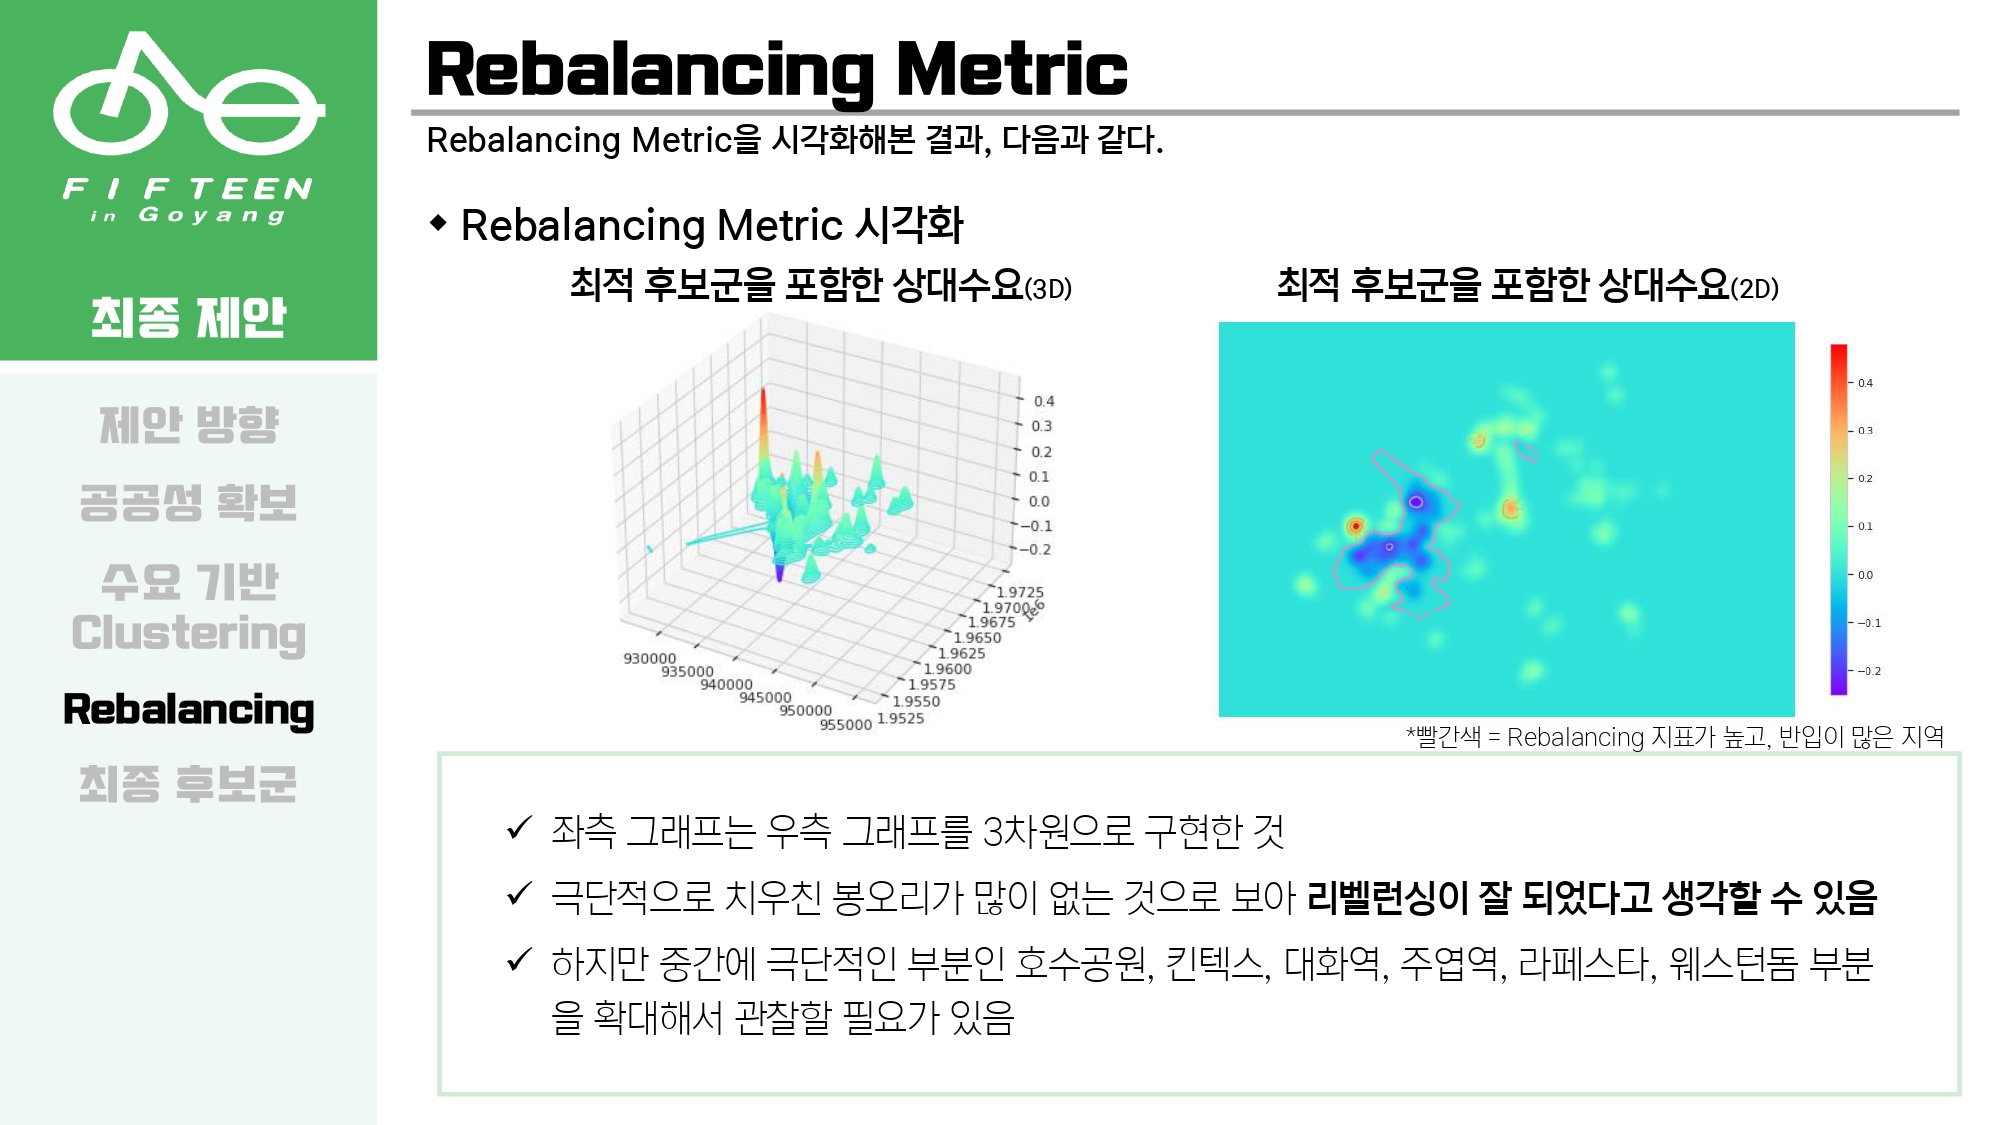 FIFTEEN
in Goyang
최종 제안
제안 방향
공공성 확보
수요 기반
Clustering
Rebalancing
최종 후보군
Rebalancing Metric
Rebalancing Metric을 시각화해본 결과, 다음과 같다.
◆ Rebalancing Metric 시각화
최적 후보군을 포함한 상대수요(3D)
0.4
0.3
0.2
0.1
0.0
−0.1
−0.2
1.9725
1.9700
1e6
1.9675
1.9650
1.9625
1.9600
1.9575
1.9550
1.9525
930000
935000
940000
945000
950000
955000
최적 후보군을 포함한 상대수요(2D)
0.4
0.3
0.2
0.1
0.0
−0.1
−0.2
*빨간색 = Rebalancing 지표가 높고, 반입이 많은 지역
✓ 좌측 그래프는 우측 그래프를 3차원으로 구현한 것
✓ 극단적으로 치우친 봉오리가 많이 없는 것으로 보아 리벨런싱이 잘 되었다고 생각할 수 있음
✓ 하지만 중간에 극단적인 부분인 호수공원, 킨텍스, 대화역, 주엽역, 라페스타, 웨스턴돔 부분
을 확대해서 관찰할 필요가 있음